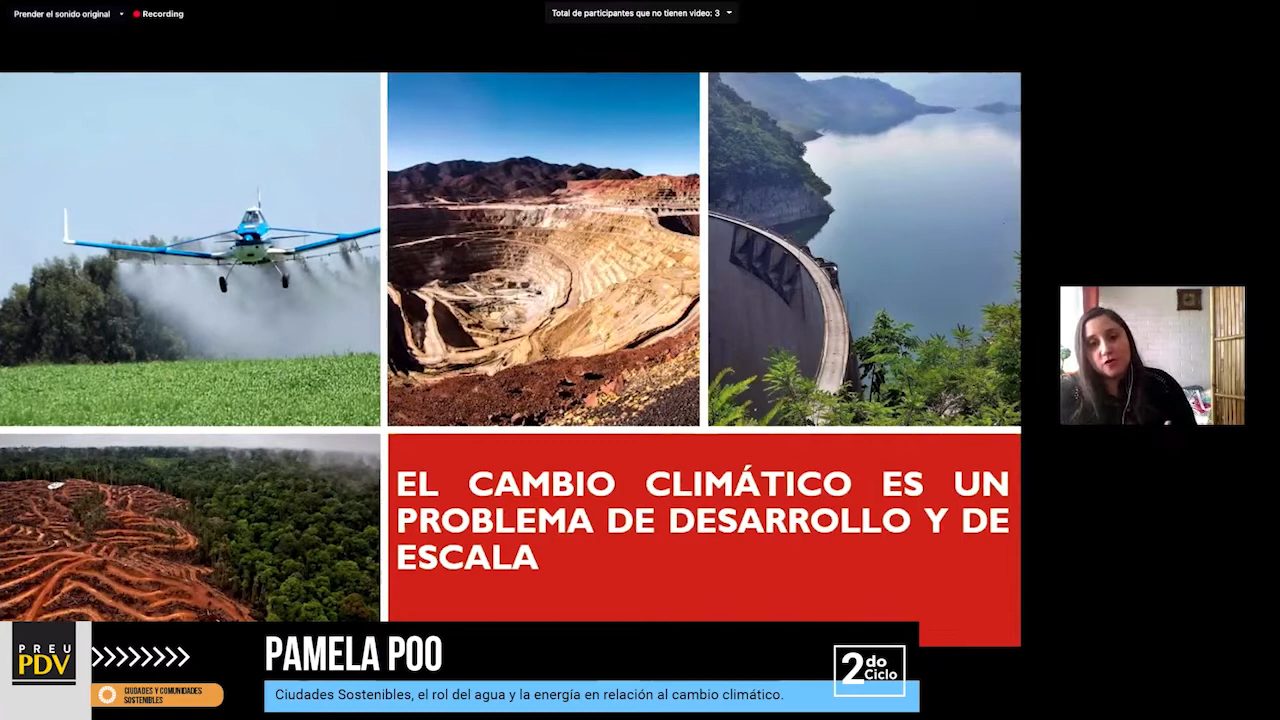 Prender el sonido original
Recording
Total de participantes que no tienen video: 3
EL CAMBIO CLIMÁTICO ES UN
PROBLEMA DE DESARROLLO Y DE
ESCALA
PREU
PDV
CIUDADES Y COMUNIDADES
SOSTENIBLES
PAMELA POO
Ciudades Sostenibles, el rol del agua y la energía en relación al cambio climático.
2do
Ciclo